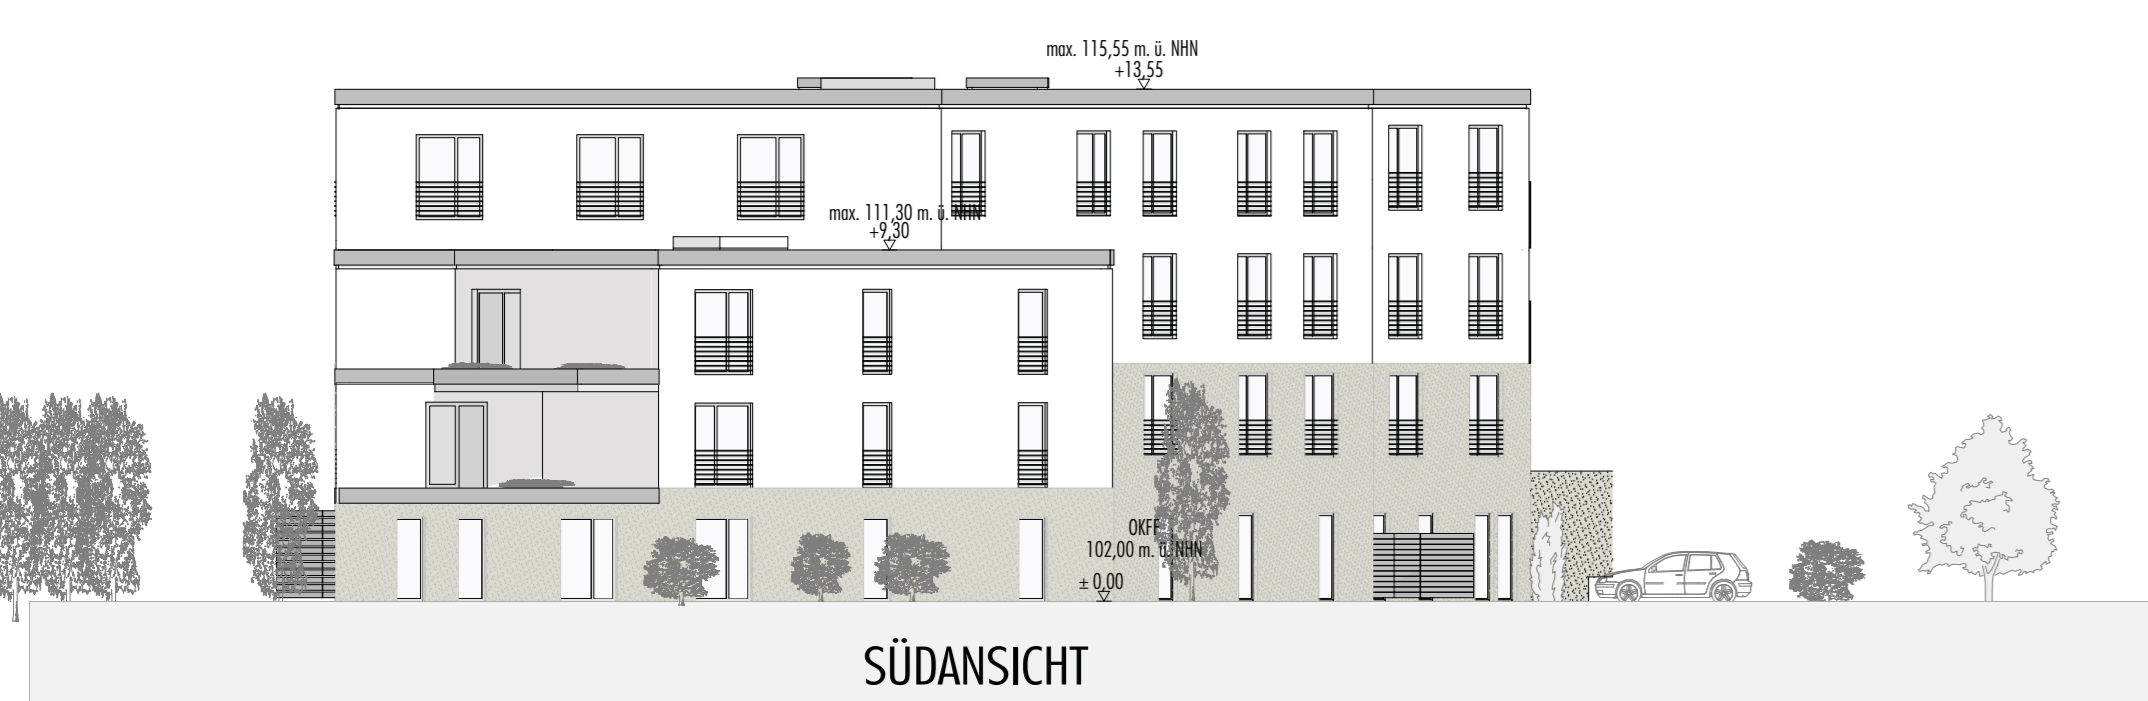 max. 115,55 m. ü. NHN
+13,55
max. 111,30 m. ü. NHN
+9,30
OKFF
102,00 m. ü. NHN
± 0,00
SÜDANSICHT